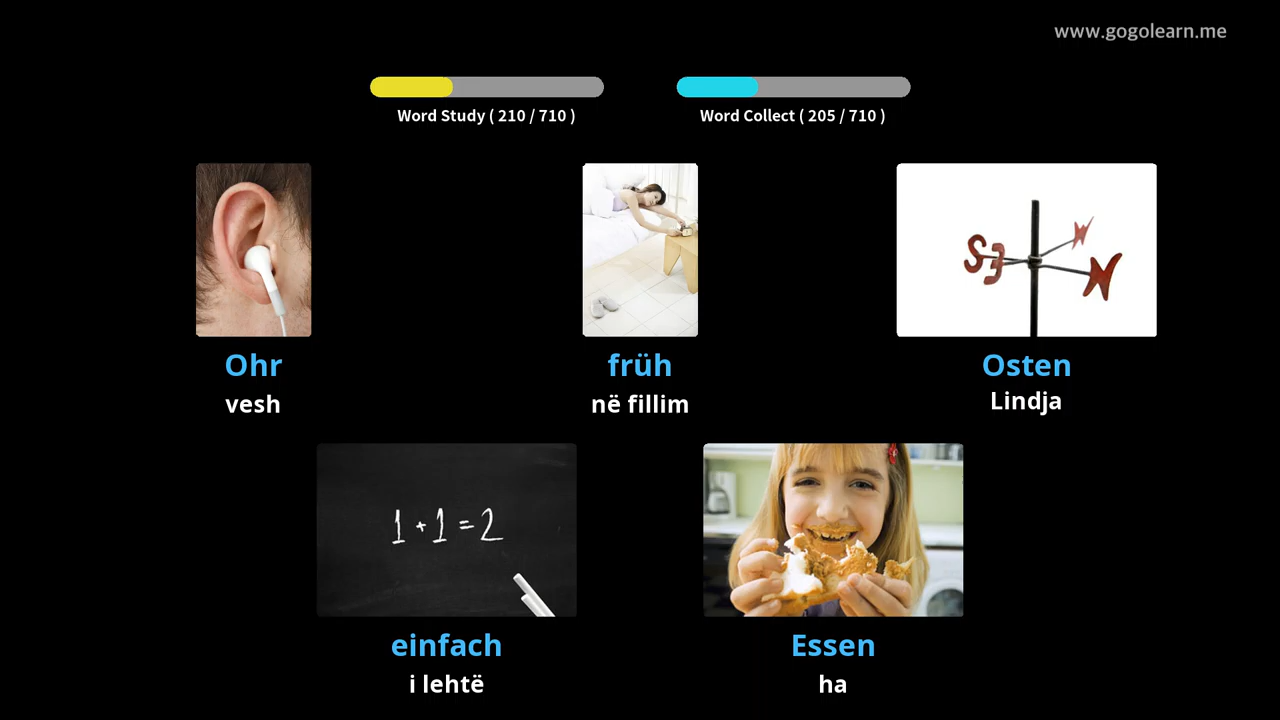 www.gogolearn.me
Word Study ( 210 / 710 )
Word Collect ( 205 / 710 )
Ohr
vesh
früh
në fillim
S E N N
Osten
Lindja
1 + 1 = 2
einfach
i lehtë
Essen
ha